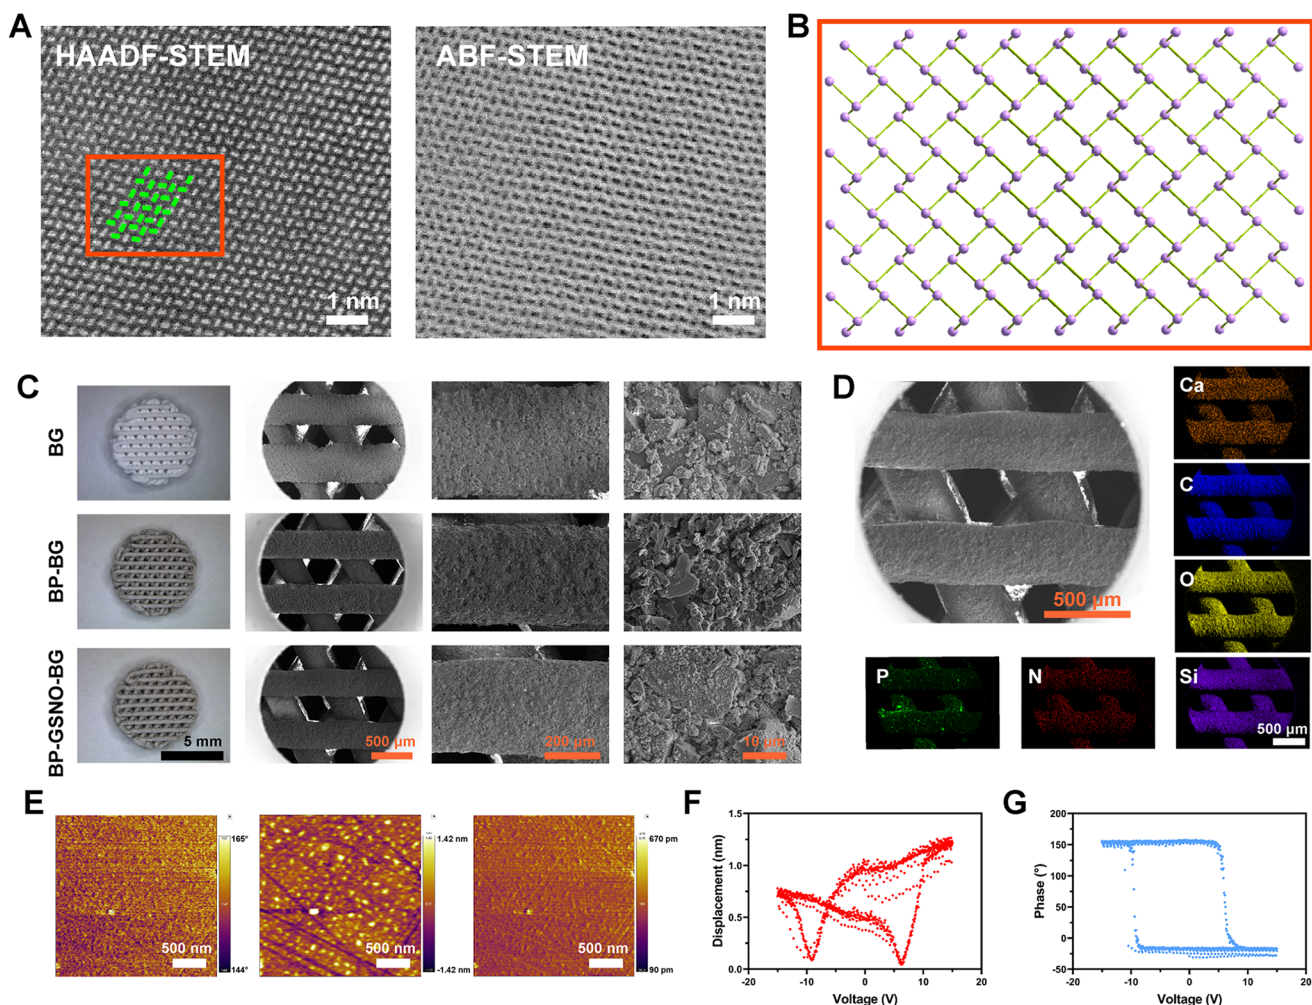 A
HAADF-STEM
1 nm
ABF-STEM
1 nm
B
C
BG
BP-BG
BP-GSNO-BG
5 mm
500 µm
200 µm
10 µm
D
500 µm
Ca
C
O
P
N
Si
500 µm
E
500 nm
165°
144°
500 nm
1.42 nm
-1.42 nm
500 nm
670 pm
90 pm
F
Displacement (nm)
1.5
1.0
0.5
0.0
-20 -10 0 10 20
Voltage (V)
G
Phase (°)
200
150
100
50
0
-50
-20 -10 0 10 20
Voltage (V)